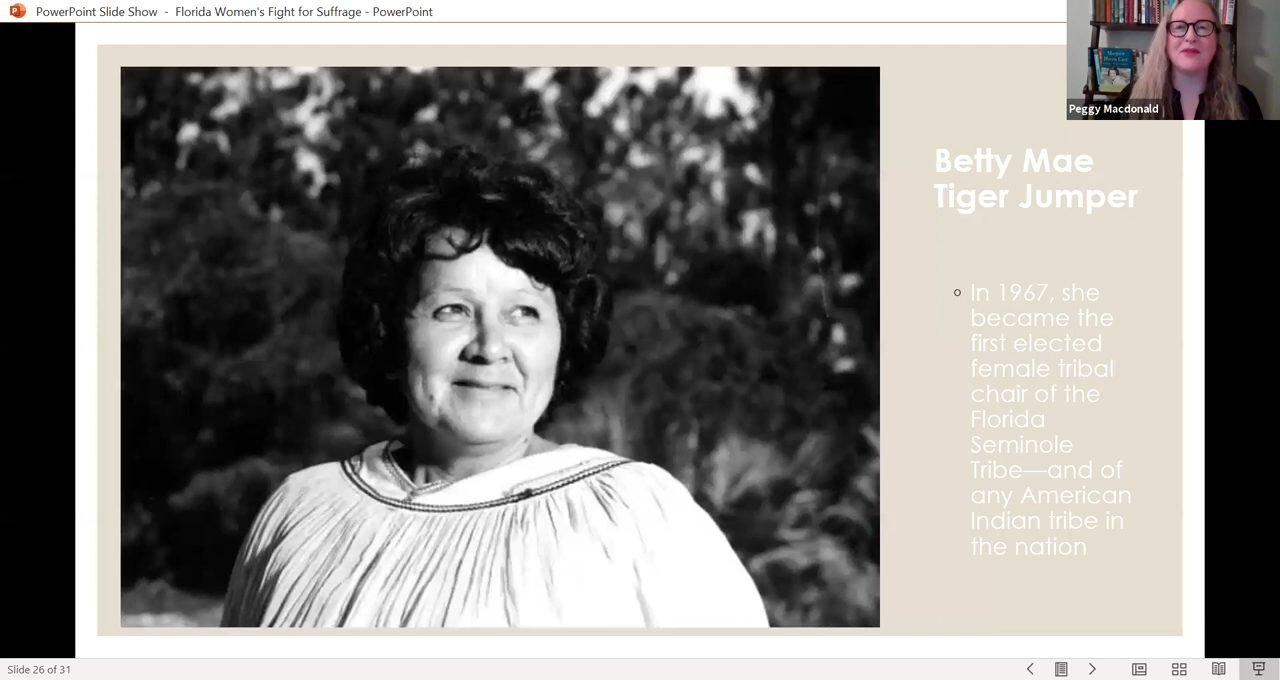 PowerPoint Slide Show - Florida Women's Fight for Suffrage - PowerPoint
Peggy Macdonald
Betty Mae
Tiger Jumper
In 1967, she
became the
first elected
female tribal
chair of the
Florida
Seminole
Tribe—and of
any American
Indian tribe in
the nation
Slide 26 of 31